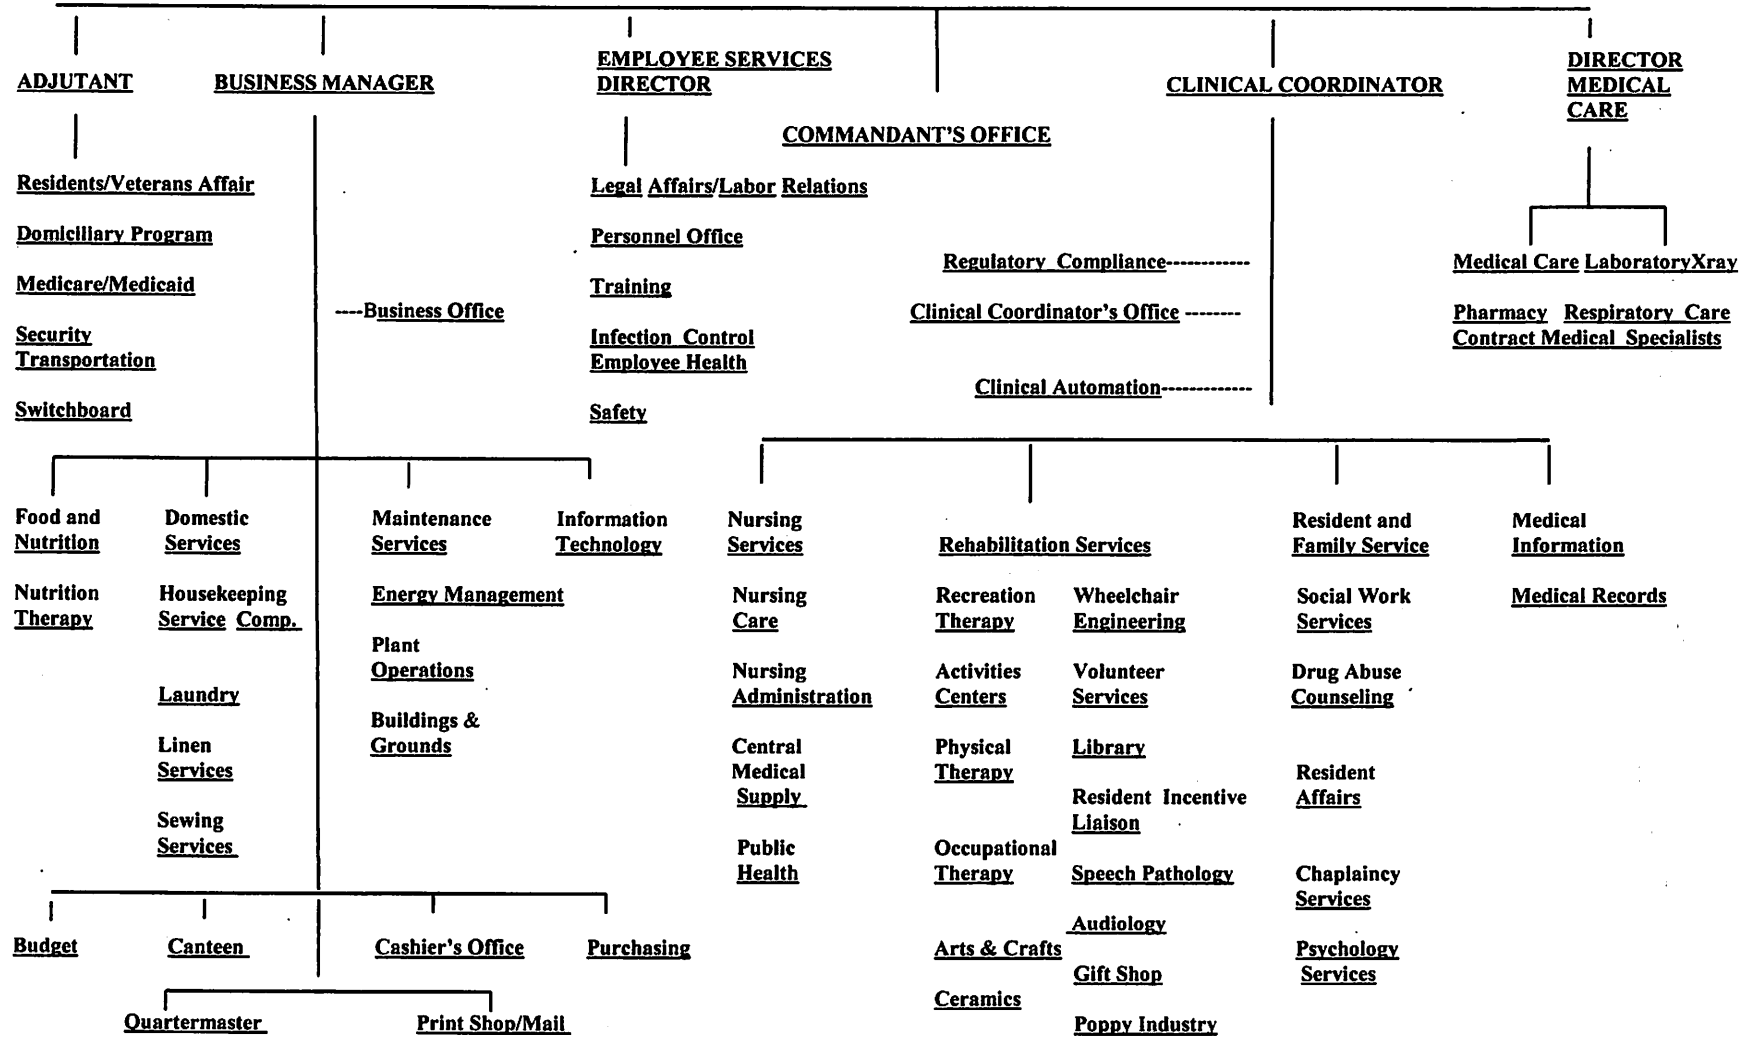 ADJUTANT
BUSINESS MANAGER
EMPLOYEE SERVICES
DIRECTOR
COMMANDANT'S OFFICE
CLINICAL COORDINATOR
DIRECTOR
MEDICAL
CARE
Residents/Veterans Affair
Domiciliary Program
Medicare/Medicaid
Security
Transportation
Switchboard
----Business Office
Legal Affairs/Labor Relations
Personnel Office
Training
Infection Control
Employee Health
Safety
Regulatory Compliance------------
Clinical Coordinator's Office --------
Clinical Automation-------------
Medical Care LaboratoryXray
Pharmacy Respiratory Care
Contract Medical Specialists
Food and
Nutrition
Nutrition
Therapy
Domestic
Services
Housekeeping
Service Comp.
Laundry
Linen
Services
Sewing
Services
Maintenance
Services
Energy Management
Plant
Operations
Buildings &
Grounds
Information
Technology
Nursing
Services
Nursing
Care
Nursing
Administration
Central
Medical
Supply
Public
Health
Rehabilitation Services
Recreation
Therapy
Activities
Centers
Physical
Therapy
Occupational
Therapy
Arts & Crafts
Ceramics
Wheelchair
Engineering
Volunteer
Services
Library
Resident Incentive
Liaison
Speech Pathology
Audiology
Gift Shop
Poppy Industry
Resident and
Family Service
Social Work
Services
Drug Abuse
Counseling
Resident
Affairs
Chaplaincy
Services
Psychology
Services
Medical
Information
Medical Records
Budget
Canteen
Cashier's Office
Purchasing
Quartermaster
Print Shop/Mail